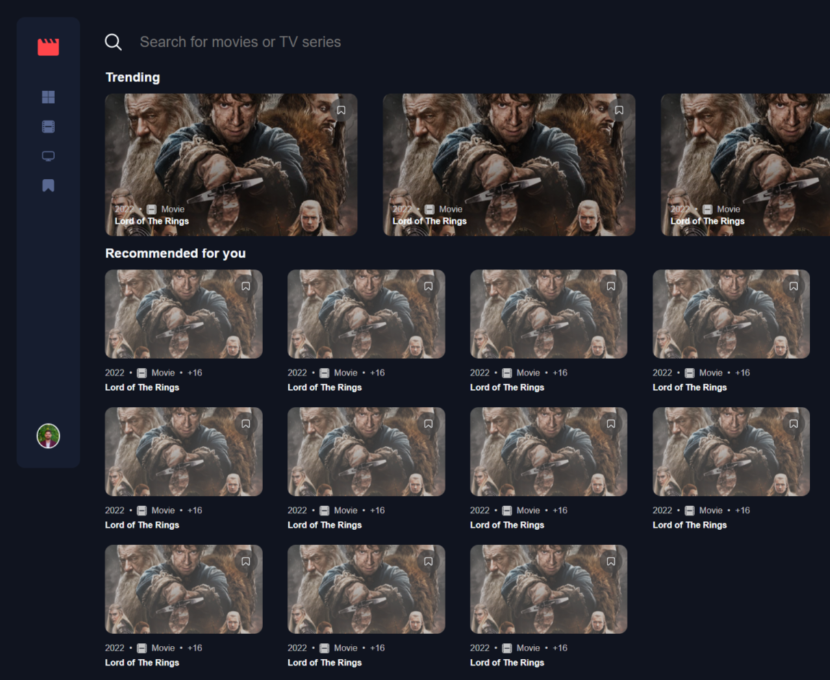 Search for movies or TV series
Trending
2022 • Movie
Lord of The Rings
2022 • Movie
Lord of The Rings
2022 • Movie
Lord of The Rings
Recommended for you
2022 • Movie • +16
Lord of The Rings
2022 • Movie • +16
Lord of The Rings
2022 • Movie • +16
Lord of The Rings
2022 • Movie • +16
Lord of The Rings
2022 • Movie • +16
Lord of The Rings
2022 • Movie • +16
Lord of The Rings
2022 • Movie • +16
Lord of The Rings
2022 • Movie • +16
Lord of The Rings
2022 • Movie • +16
Lord of The Rings
2022 • Movie • +16
Lord of The Rings
2022 • Movie • +16
Lord of The Rings